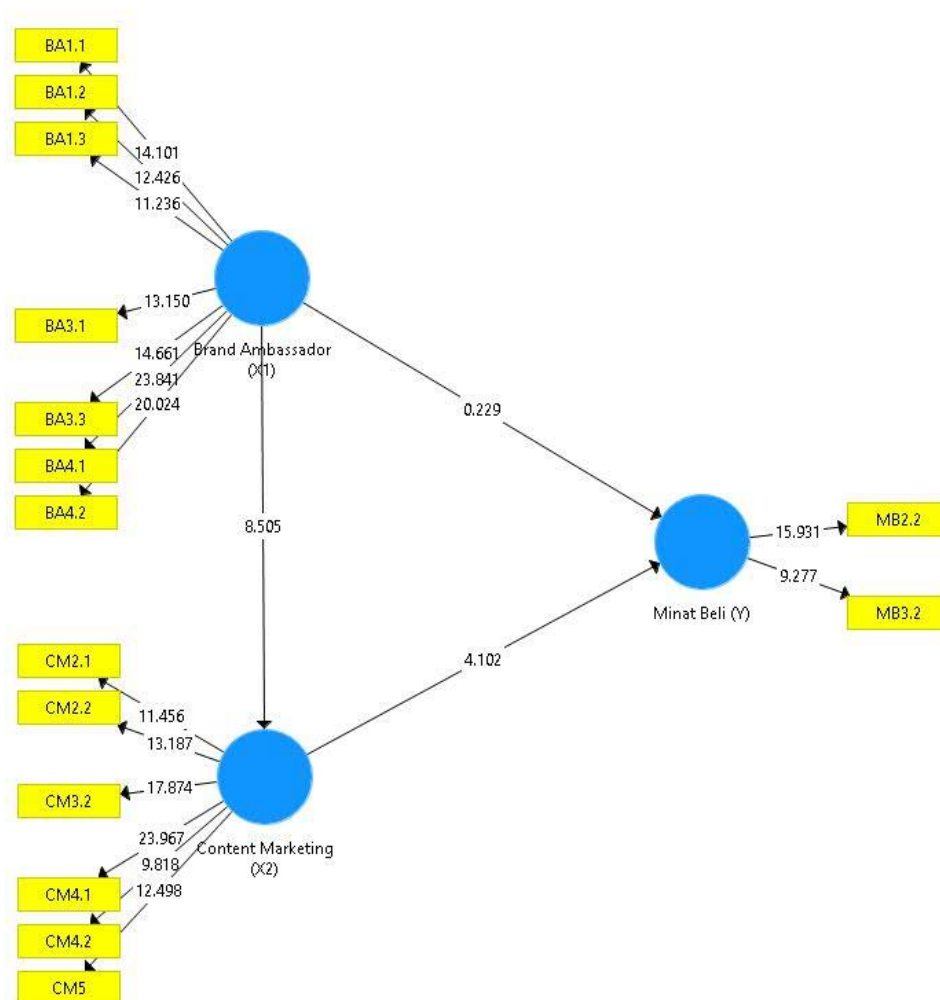 BA1.1
BA1.2
BA1.3
14.101
12.426
11.236
13.150
BA3.1
Brand Ambassador
(X1)
14.661
23.841
20.024
BA3.3
BA4.1
BA4.2
0.229
8.505
15.931
MB2.2
9.277
MB3.2
Minat Beli (Y)
4.102
CM2.1
CM2.2
11.456
13.187
CM3.2
17.874
23.967
9.818
12.498
Content Marketing
(X2)
CM4.1
CM4.2
CM5